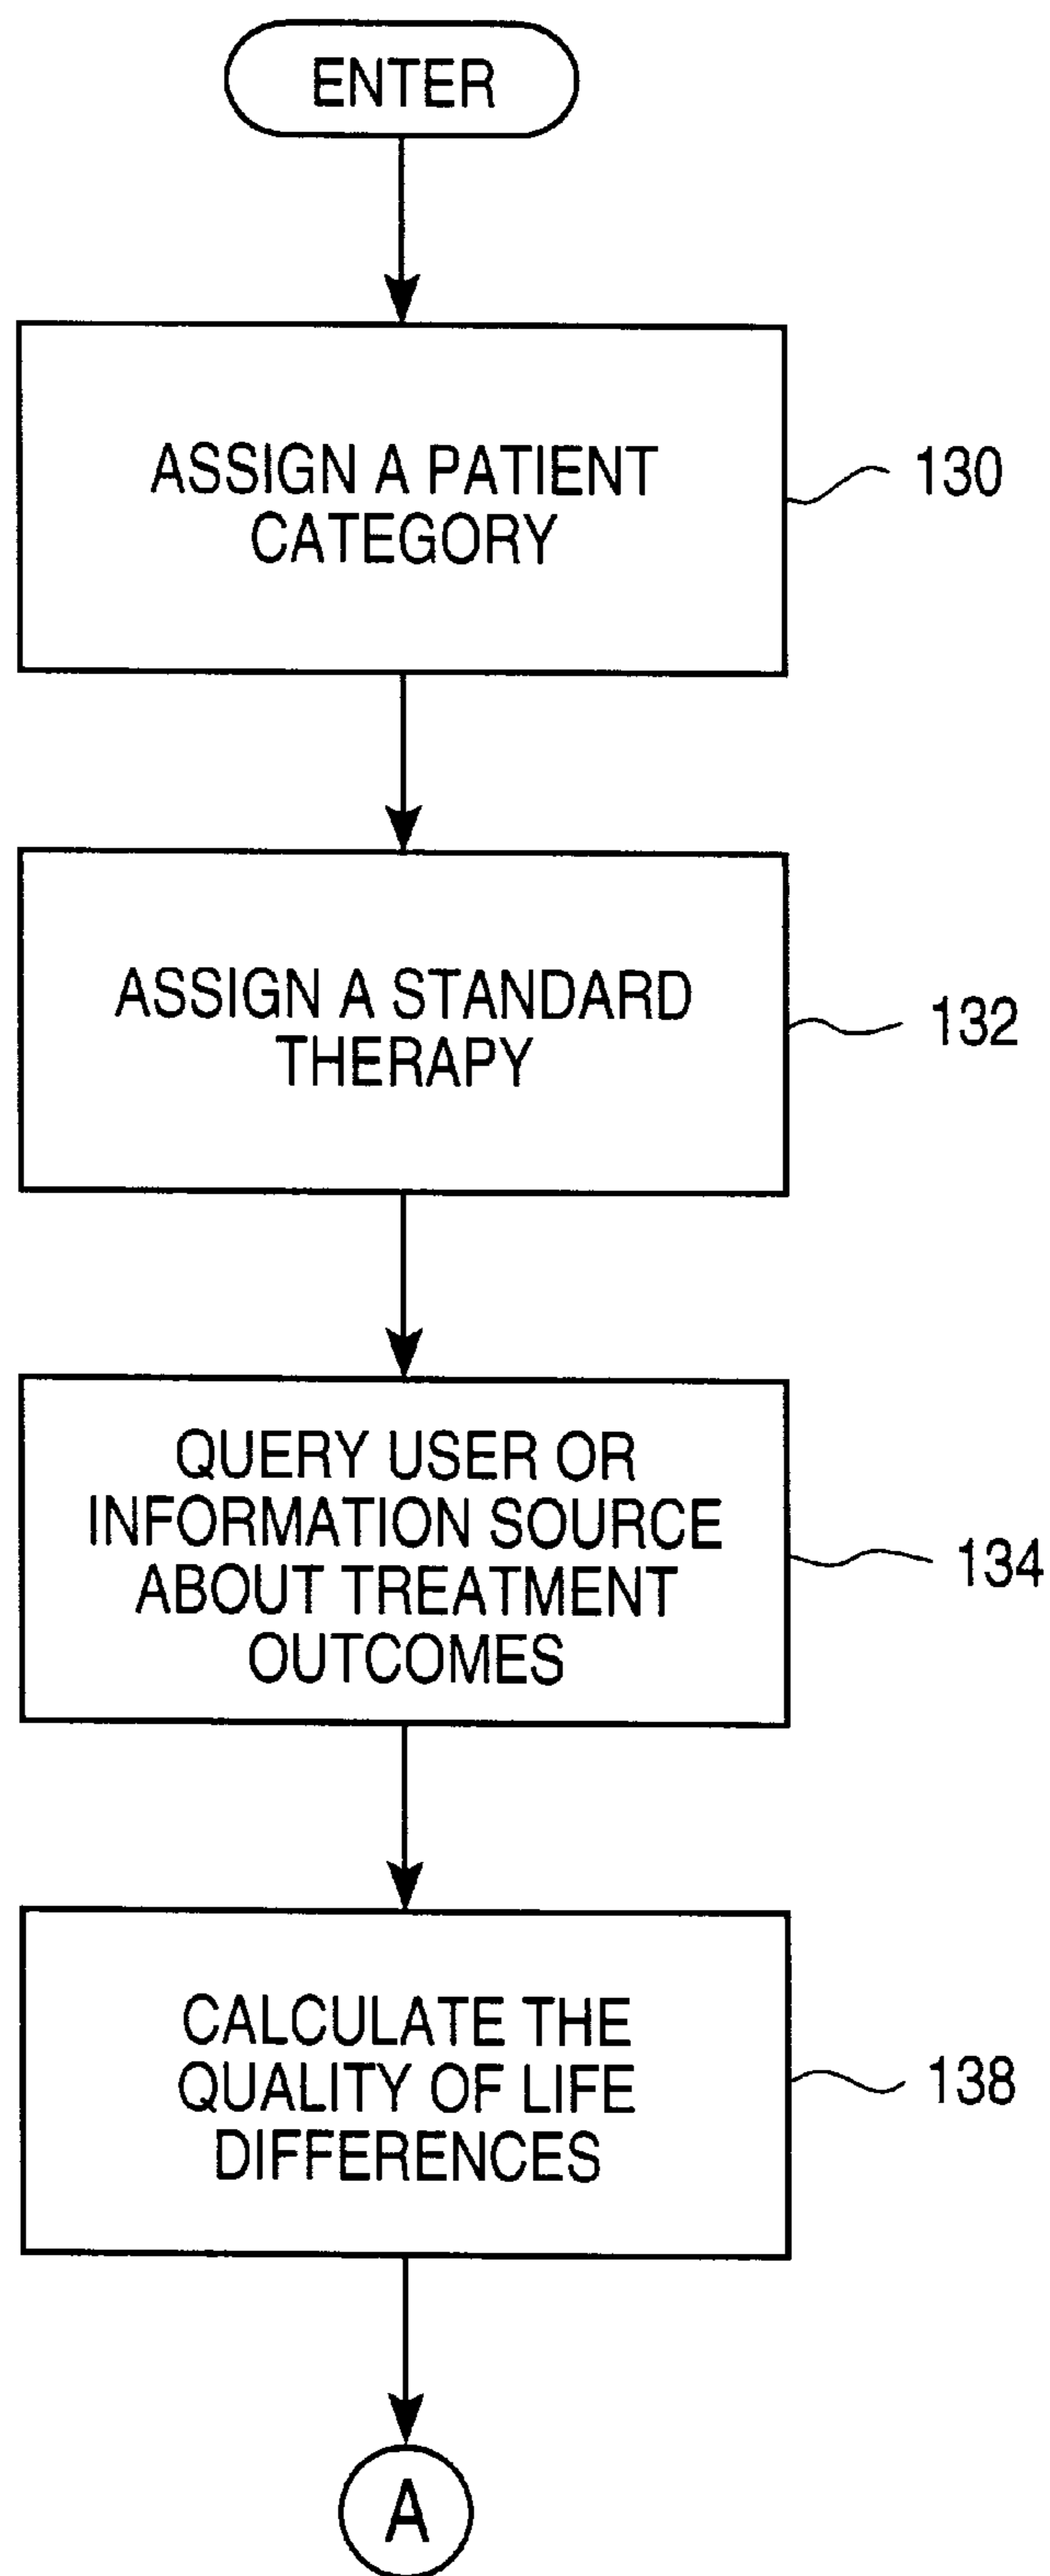 ENTER
ASSIGN A PATIENT
CATEGORY
130
ASSIGN A STANDARD
THERAPY
132
QUERY USER OR
INFORMATION SOURCE
ABOUT TREATMENT
OUTCOMES
134
CALCULATE THE
QUALITY OF LIFE
DIFFERENCES
138
A